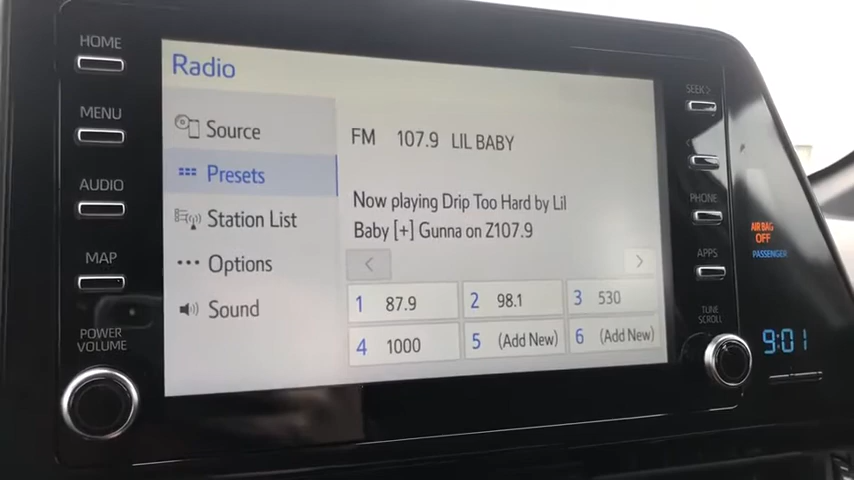 HOME
MENU
AUDIO
MAP
POWER
VOLUME
Radio
Source
Presets
Station List
Options
Sound
FM 107.9 LIL BABY
Now playing Drip Too Hard by Lil
Baby [+] Gunna on Z107.9
1 87.9
2 98.1
3 530
4 1000
5 (Add New)
6 (Add New)
SEEK >
PHONE
APPS
TUNE
SCROLL
AIRBAG
OFF
PASSENGER
9:01